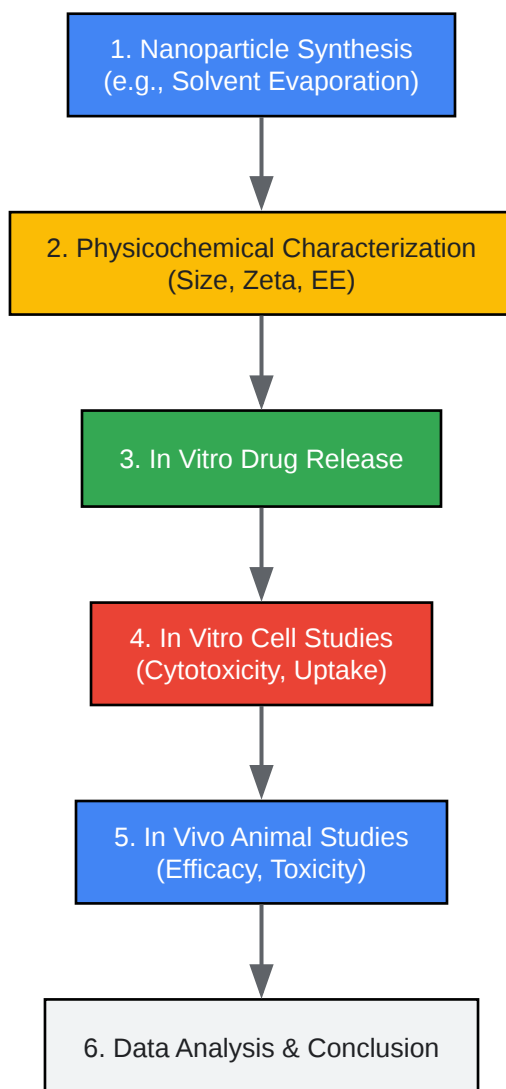 1. Nanoparticle Synthesis
(e.g., Solvent Evaporation)
2. Physicochemical Characterization
(Size, Zeta, EE)
3. In Vitro Drug Release
4. In Vitro Cell Studies
(Cytotoxicity, Uptake)
5. In Vivo Animal Studies
(Efficacy, Toxicity)
6. Data Analysis & Conclusion